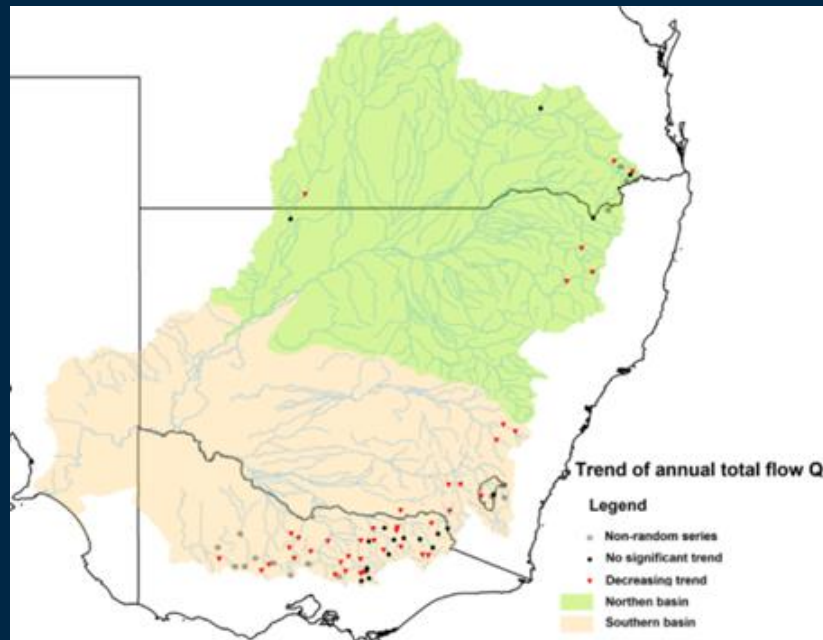 Trend of annual total flow Q
Legend
Non-random series
No significant trend
Decreasing trend
Northen basin
Southern basin